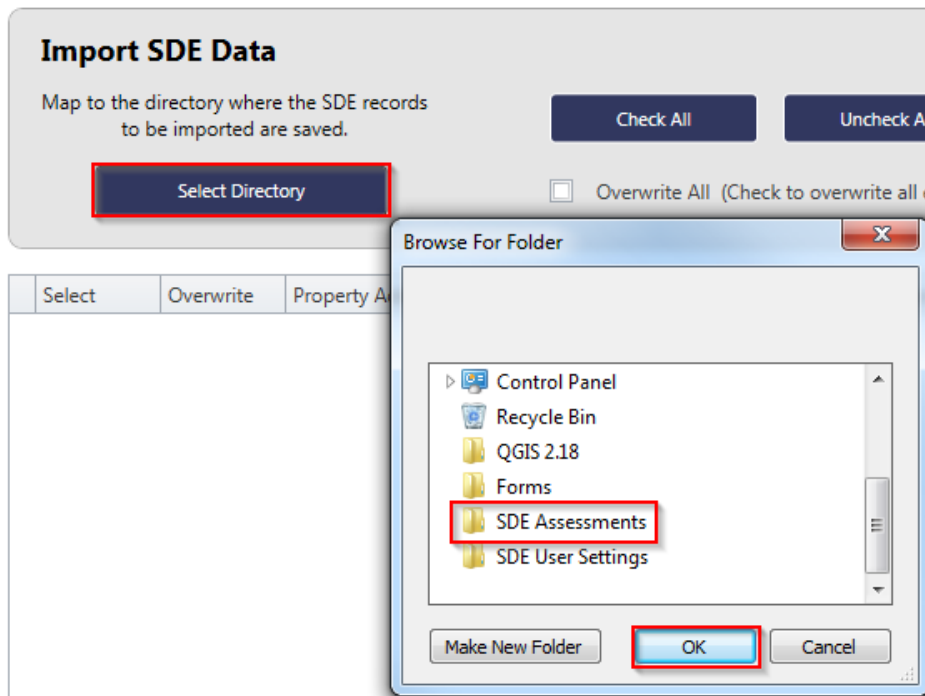 Import SDE Data
Map to the directory where the SDE records
to be imported are saved.
Select Directory
Check All
Uncheck A
Overwrite All (Check to overwrite all
Select
Overwrite
Property A
Browse For Folder
Control Panel
Recycle Bin
QGIS 2.18
Forms
SDE Assessments
SDE User Settings
Make New Folder
OK
Cancel